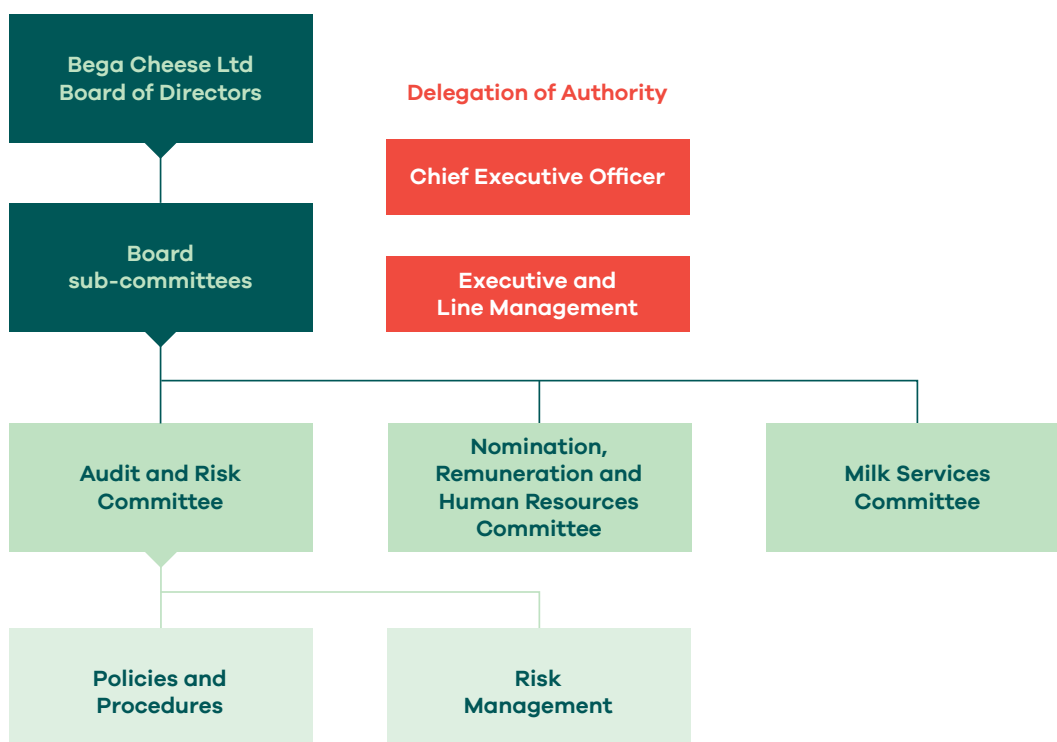 Bega Cheese Ltd
Board of Directors
Delegation of Authority
Chief Executive Officer
Board
sub-committees
Executive and
Line Management
Audit and Risk
Committee
Nomination,
Remuneration and
Human Resources
Committee
Milk Services
Committee
Policies and
Procedures
Risk
Management